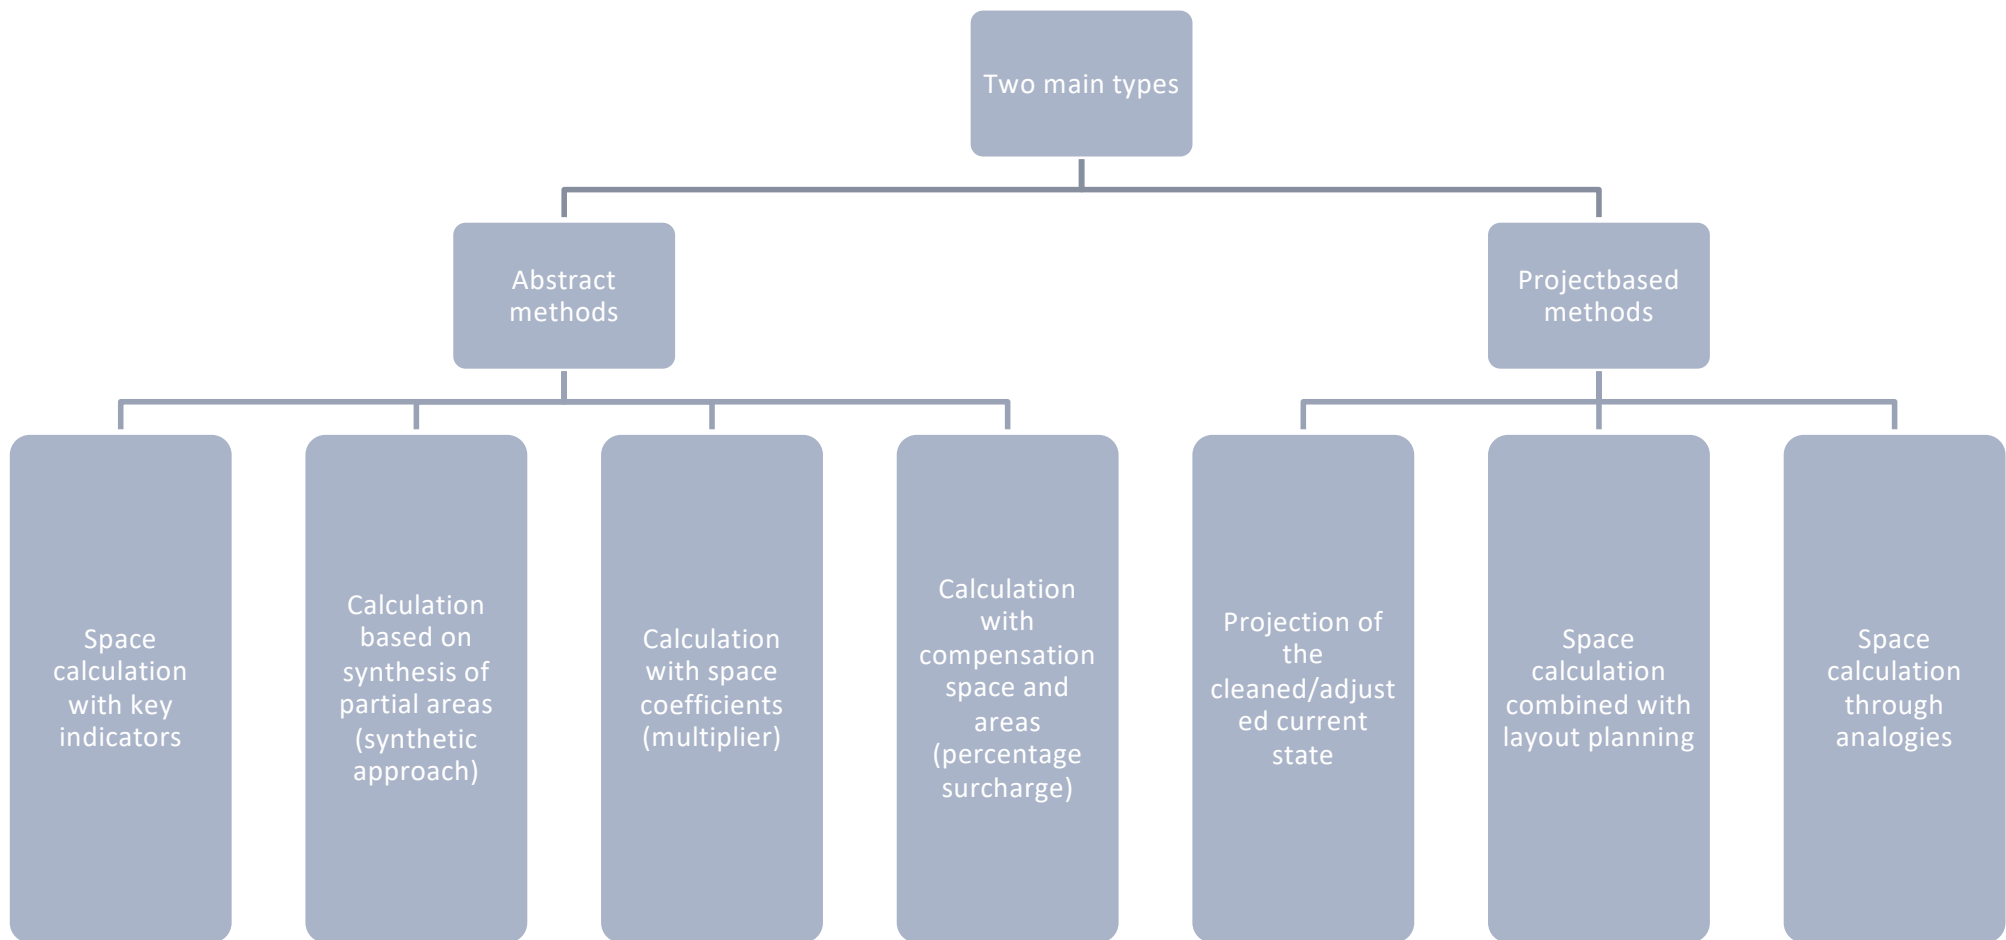 Two main types
Abstract
methods
Projectbased
methods
Space
calculation
with key
indicators
Calculation
based on
synthesis of
partial areas
(synthetic
approach)
Calculation
with space
coefficients
(multiplier)
Calculation
with
compensation
space and
areas
(percentage
surcharge)
Projection of
the
cleaned/adjust
ed current
state
Space
calculation
combined with
layout planning
Space
calculation
through
analogies